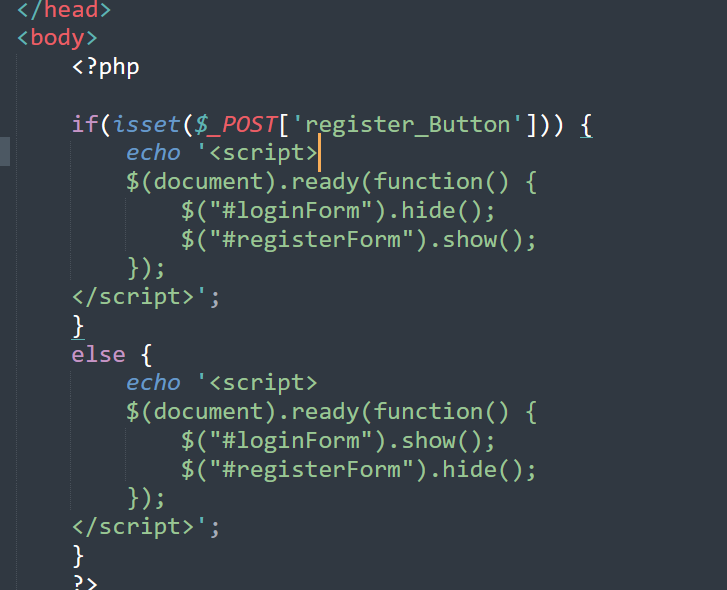 </head>
<body>
<?php
if(isset($_POST['register_Button'])) {
echo '<script>
$(document).ready(function() {
$("#loginForm").hide();
$("#registerForm").show();
});
</script>';
}
else {
echo '<script>
$(document).ready(function() {
$("#loginForm").show();
$("#registerForm").hide();
});
</script>';
}
?>